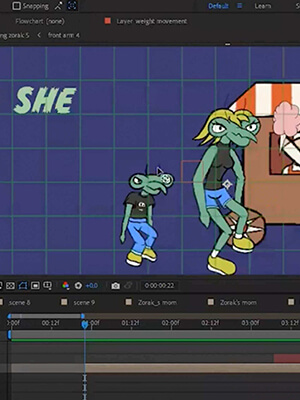 Snapping
Default
Learn
Flowchart (none)
Layer weight movement
ng zorak 5 < front arm 4
SHE
+0.0
0:00:00:22
scene 8
scene 9
Zorak_s mom
Zorak's mom
:00f
00:12f
01:12f
02:00f
02:12f
03:00f
03:12f